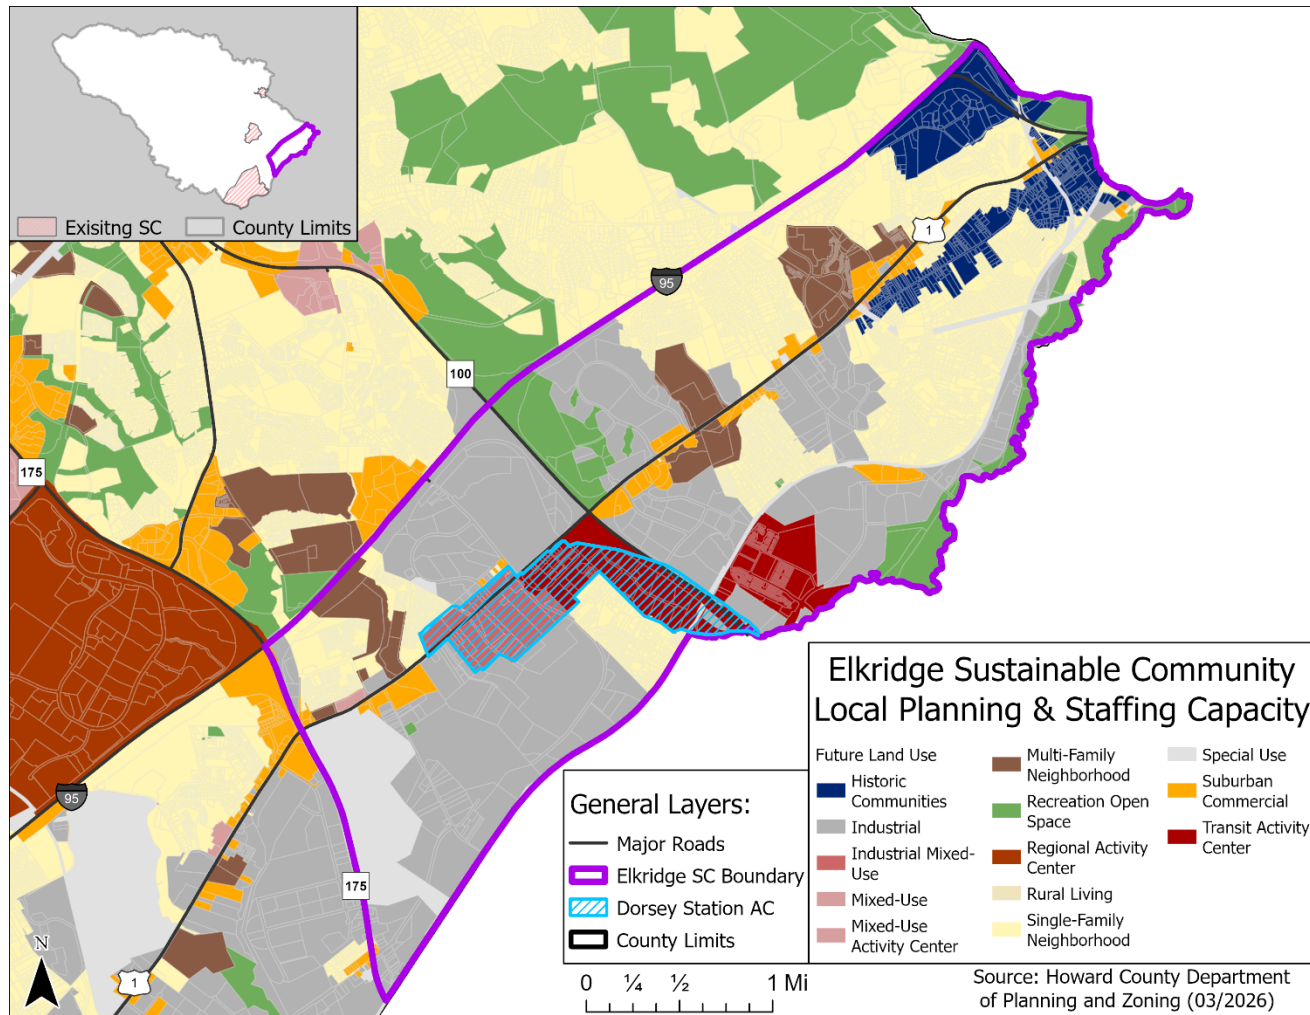 Exisitng SC
County Limits
95
1
100
175
95
175
1
N
General Layers:
Major Roads
Elkridge SC Boundary
Dorsey Station AC
County Limits
0 ¼ ½ 1 Mi
Elkridge Sustainable Community
Local Planning & Staffing Capacity
Future Land Use
Historic
Communities
Industrial
Industrial Mixed-
Use
Mixed-Use
Mixed-Use
Activity Center
Multi-Family
Neighborhood
Recreation Open
Space
Regional Activity
Center
Rural Living
Single-Family
Neighborhood
Special Use
Suburban
Commercial
Transit Activity
Center
Source: Howard County Department
of Planning and Zoning (03/2026)